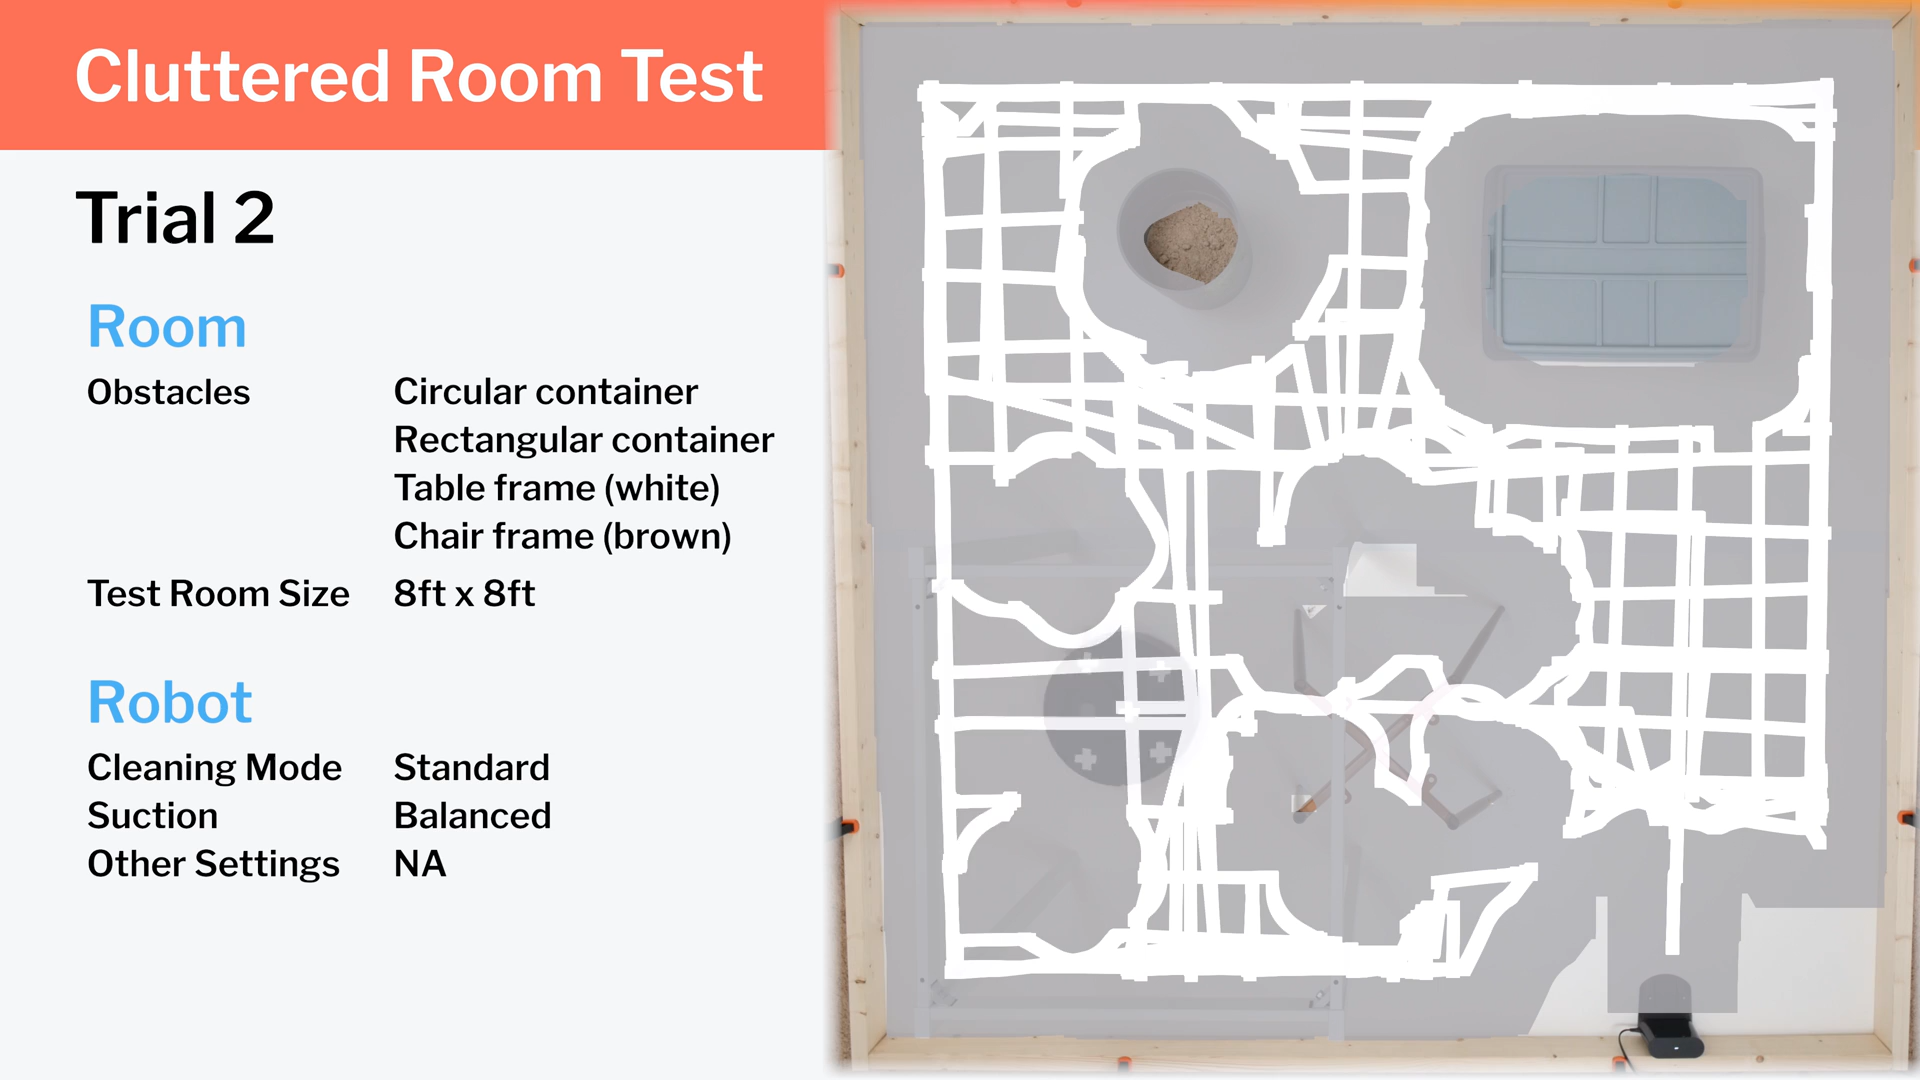 Cluttered Room Test
Trial 2
Room
Obstacles Circular container
Rectangular container
Table frame (white)
Chair frame (brown)
Test Room Size 8ft x 8ft
Robot
Cleaning Mode Standard
Suction Balanced
Other Settings NA